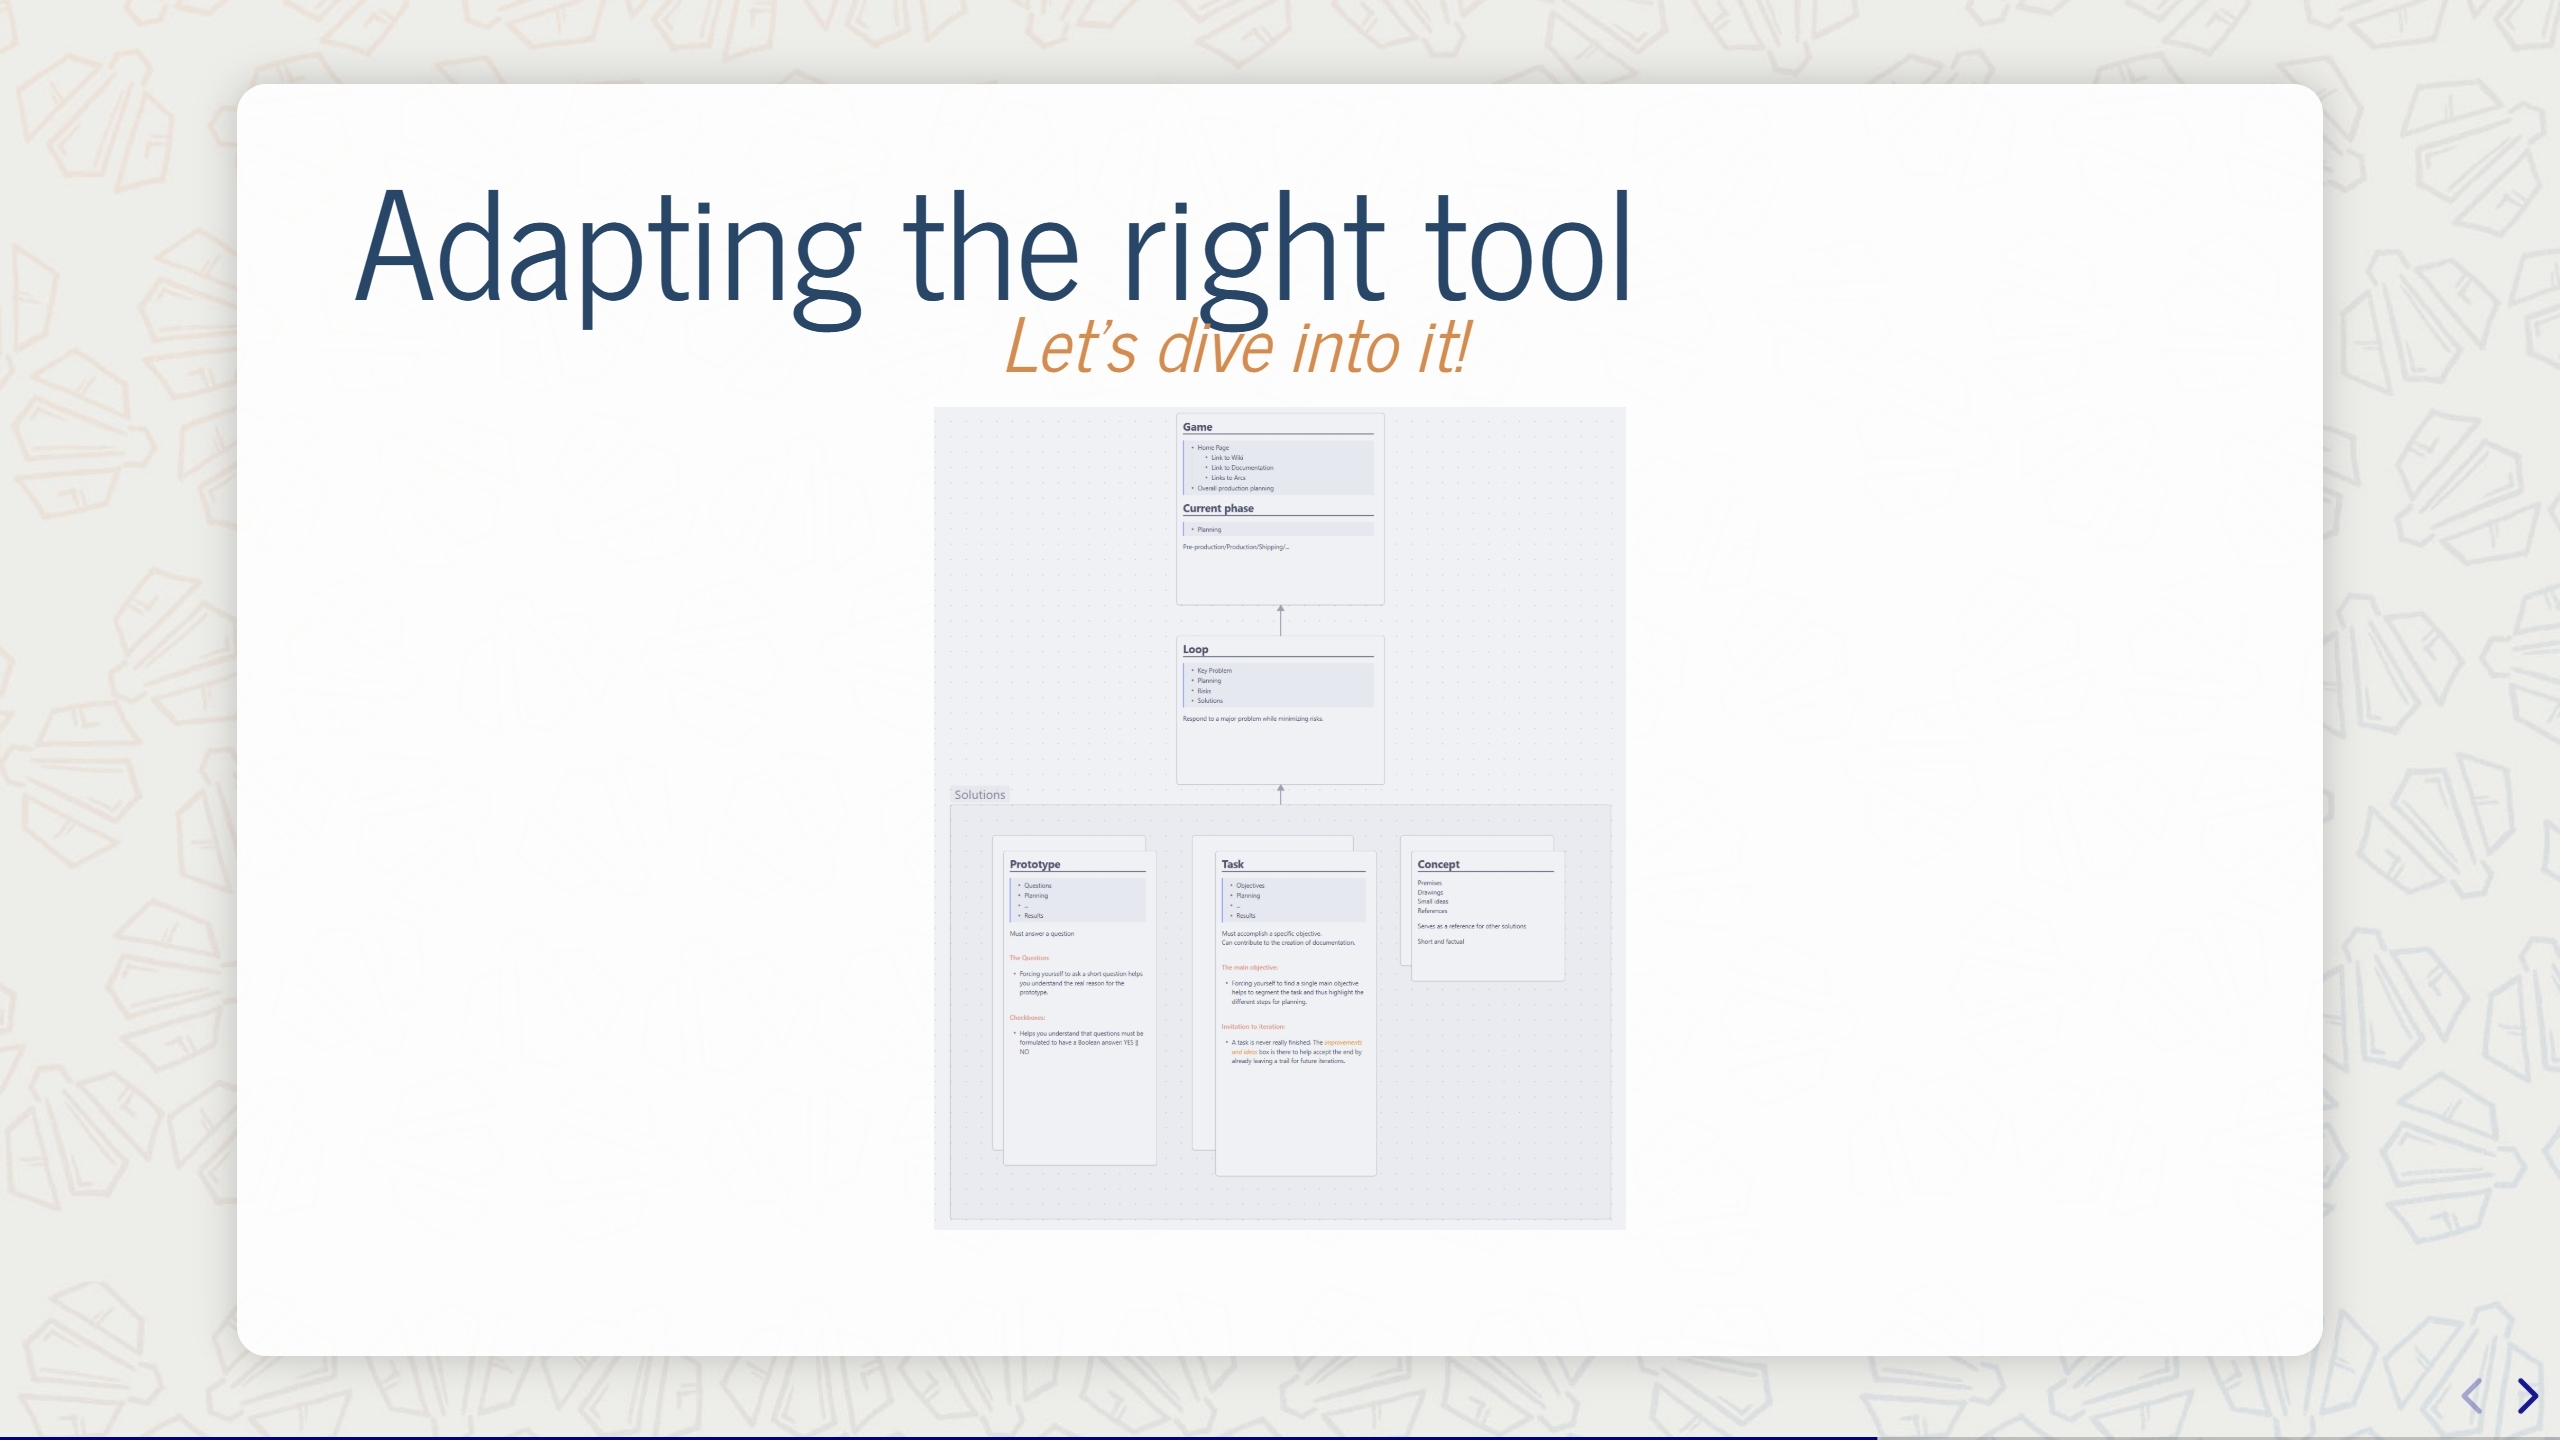 Adapting the right tool
Let's dive into it!
Game
• Home Page
• Link to Wiki
• Link to Documentation
• Links to Arcs
• Overall production planning
Current phase
• Planning
Pre-production/Production/Shipping/...
Loop
• Key Problem
• Planning
• Risks
• Solutions
Respond to a major problem while minimizing risks.
Solutions
Prototype
• Questions
• Planning
• ...
• Results
Must answer a question
The Questions
• Forcing yourself to ask a short question helps
you understand the real reason for the
prototype.
Checkboxes:
• Helps you understand that questions must be
formulated to have a Boolean answer: YES ||
NO
Task
• Objectives
• Planning
• ...
• Results
Must accomplish a specific objective.
Can contribute to the creation of documentation.
The main objective:
• Forcing yourself to find a single main objective
helps to segment the task and thus highlight the
different steps for planning.
Invitation to iteration:
• A task is never really finished. The improvements
and ideas box is there to help accept the end by
already leaving a trail for future iterations.
Concept
Premises
Drawings
Small ideas
References
Serves as a reference for other solutions
Short and factual